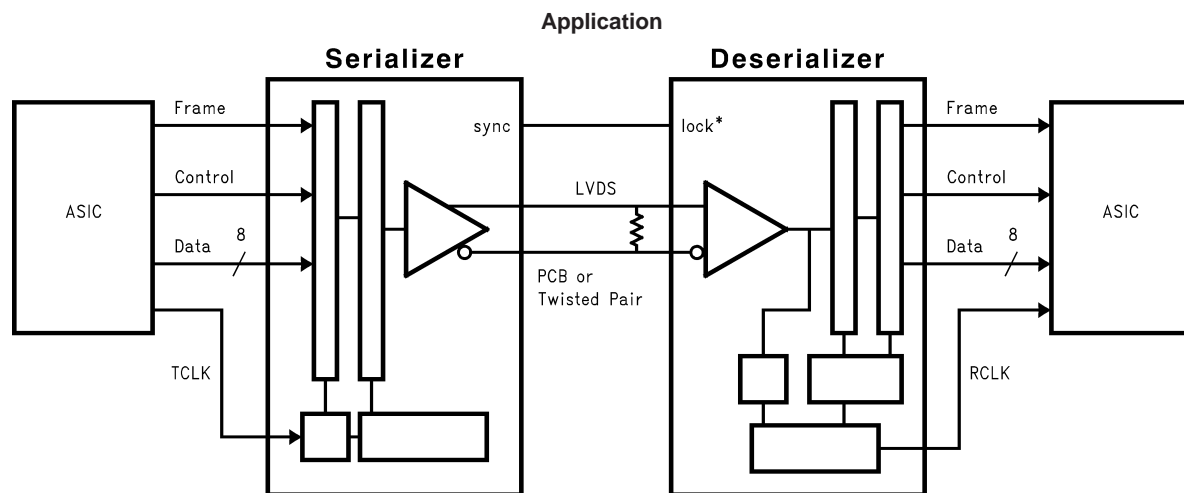 Application
Serializer
Deserializer
Frame
Control
Data
8
TCLK
ASIC
sync
lock*
LVDS
PCB or
Twisted Pair
Frame
Control
Data
8
RCLK
ASIC